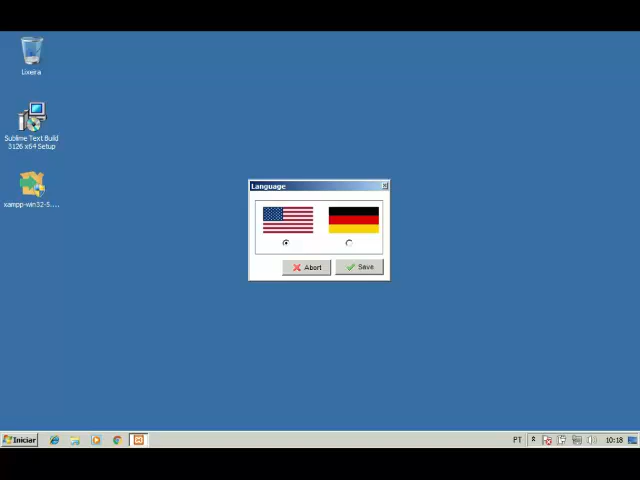 Lixeira
Sublime Text Build
3126 x64 Setup
xampp-win32-5....
Language
Abort
Save
Iniciar
PT
10:18